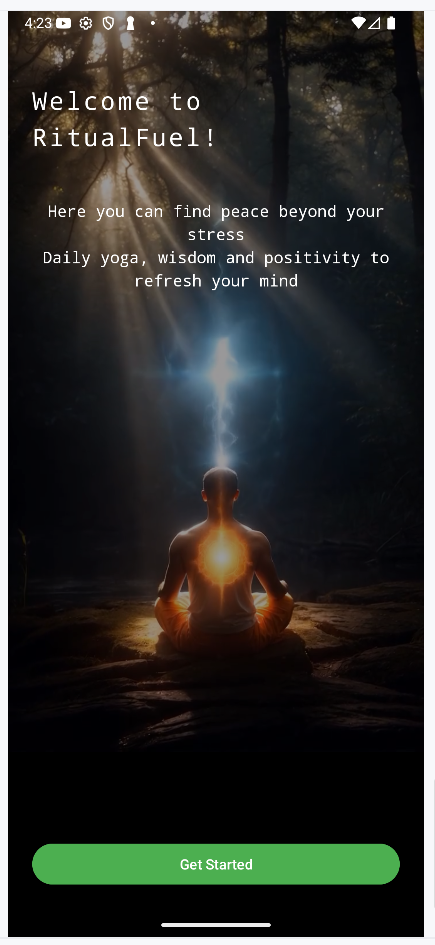 4:23
Welcome to
RitualFuel!
Here you can find peace beyond your
stress
Daily yoga, wisdom and positivity to
refresh your mind
Get Started